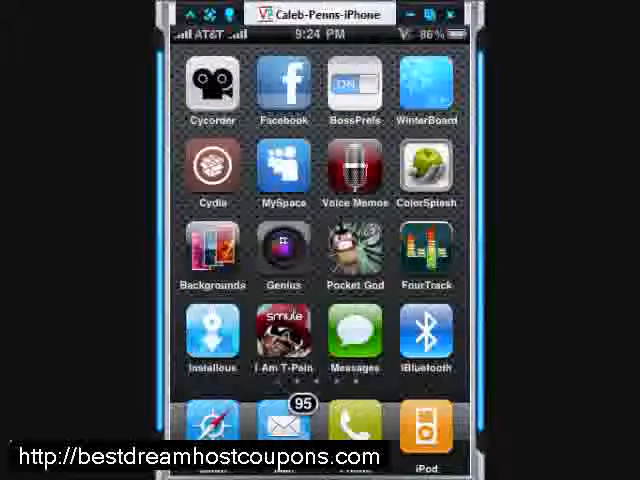 Caleb-Penns-iPhone
AT&T 9:24 PM 86%
ON
Cycorder Facebook BossPrefs WinterBoard
Cydia MySpace Voice Memos ColorSplash
Backgrounds Genius Pocket God FourTrack
smule
Installous I Am T-Pain Messages iBluetooth
95
http://bestdreamhostcoupons.com
iPod